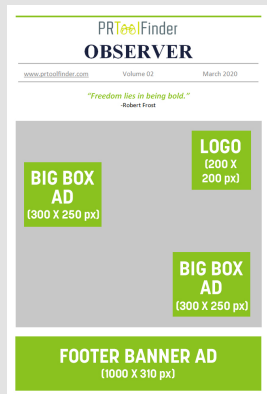 PRToolFinder
OBSERVER
www.prtoolfinder.com Volume 02 March 2020
“Freedom lies in being bold.”
-Robert Frost
LOGO
(200 X
200 px)
BIG BOX
AD
(300 X 250 px)
BIG BOX
AD
(300 X 250 px)
FOOTER BANNER AD
(1000 X 310 px)